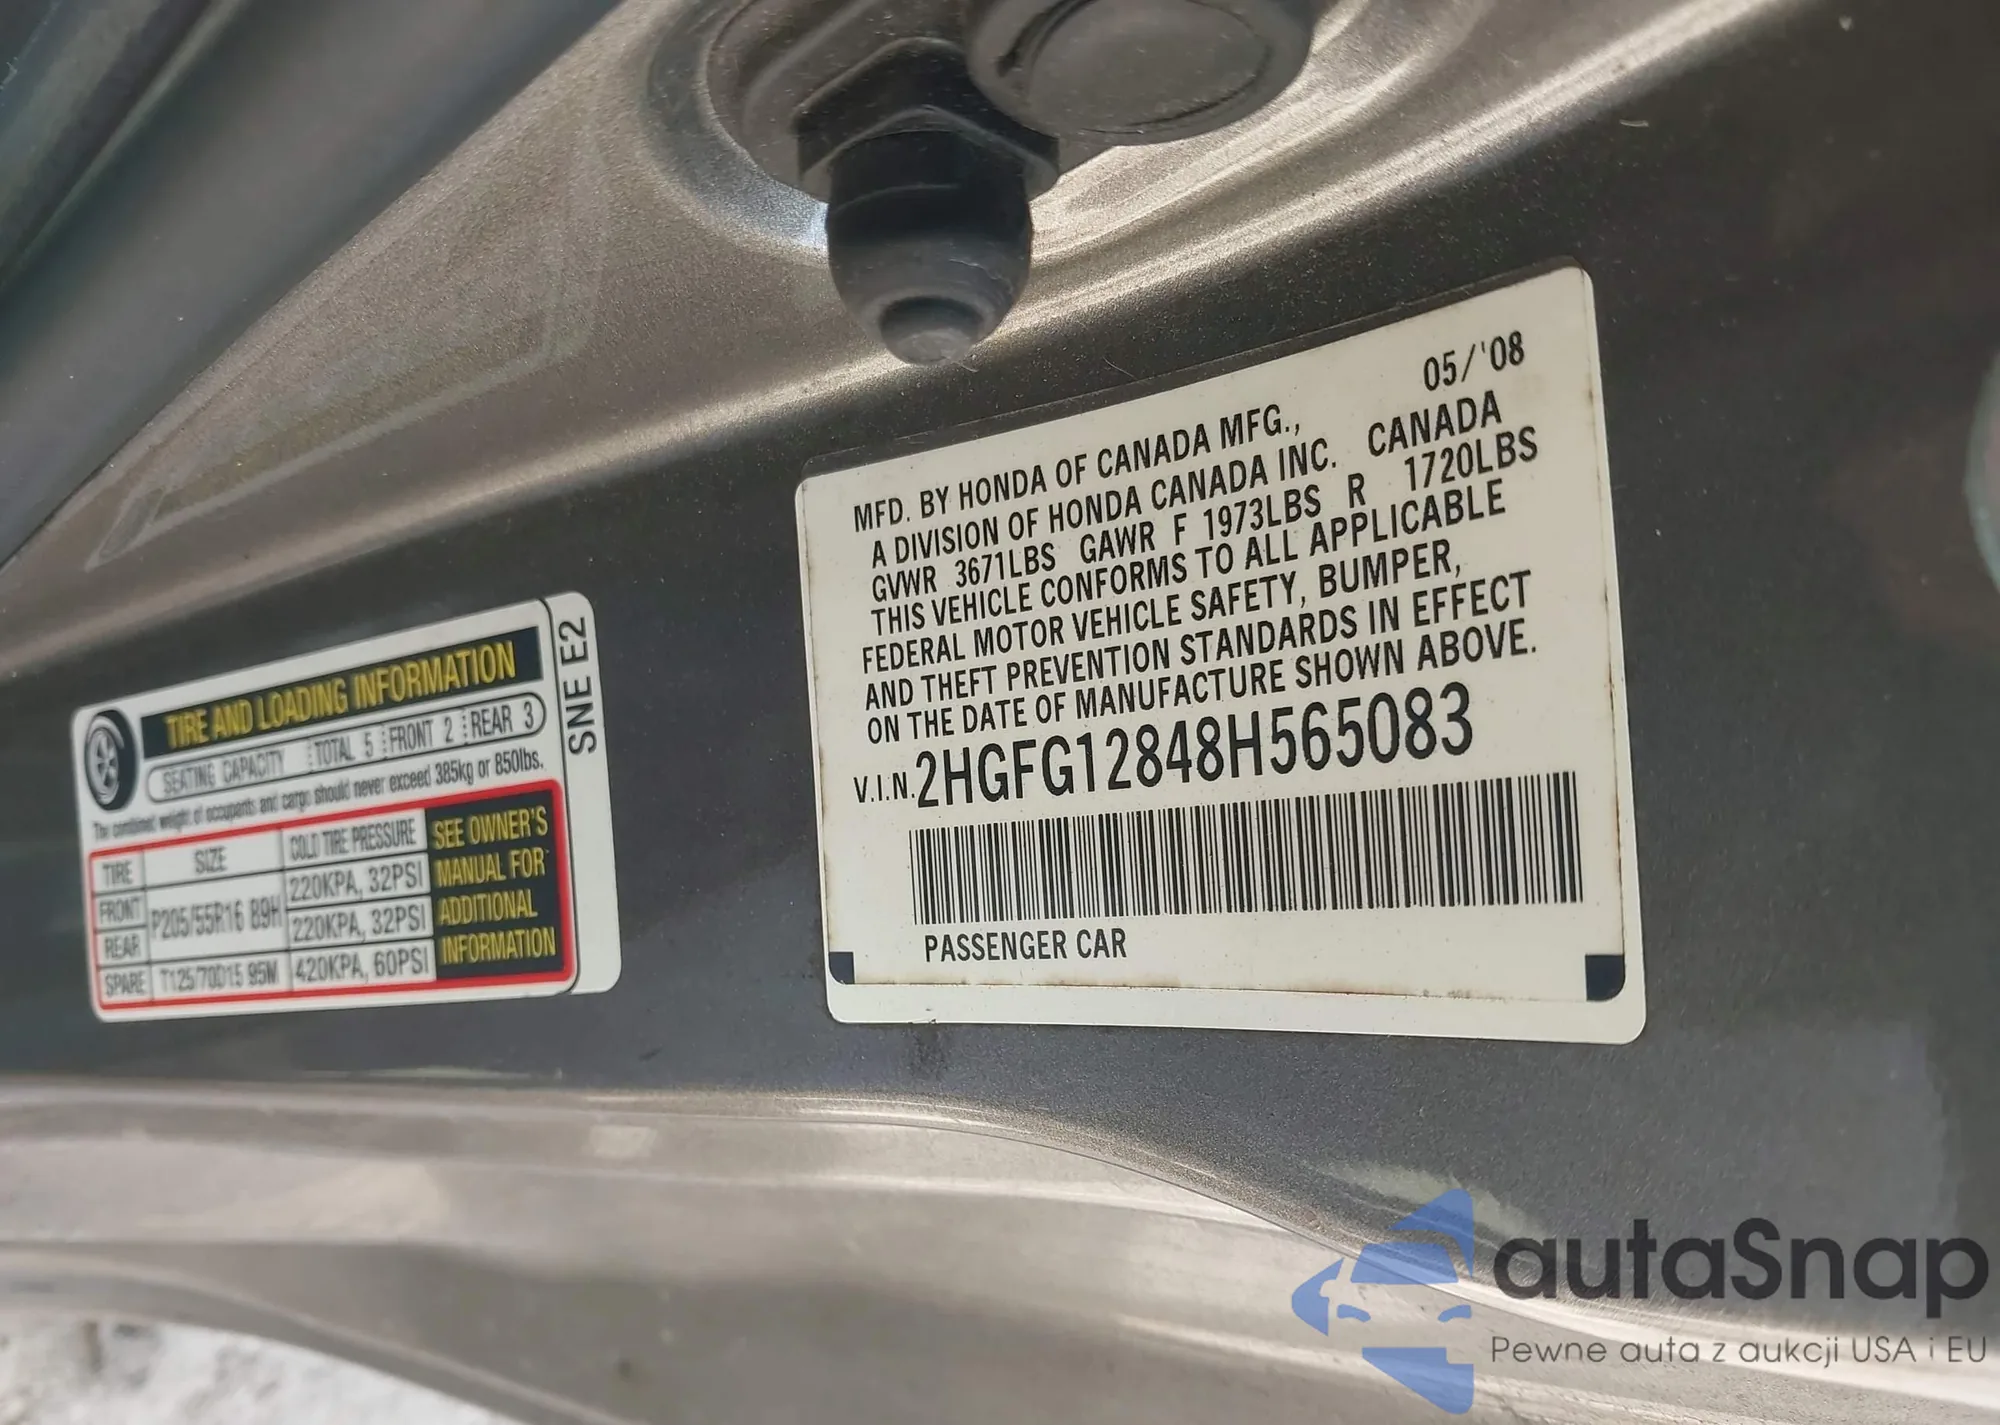 05/'08
MFD. BY HONDA OF CANADA MFG.,
A DIVISION OF HONDA CANADA INC. CANADA
GVWR 3671LBS GAWR F 1973LBS R 1720LBS
THIS VEHICLE CONFORMS TO ALL APPLICABLE
FEDERAL MOTOR VEHICLE SAFETY, BUMPER,
AND THEFT PREVENTION STANDARDS IN EFFECT
ON THE DATE OF MANUFACTURE SHOWN ABOVE.
V.I.N. 2HGFG12848H565083
PASSENGER CAR
TIRE AND LOADING INFORMATION
SEATING CAPACITY TOTAL 5 FRONT 2 REAR 3
The combined weight of occupants and cargo should never exceed 385kg or 850lbs.
TIRE SIZE COLD TIRE PRESSURE
FRONT P205/55R16 89H 220KPA, 32PSI
REAR 220KPA, 32PSI
SPARE T125/70D15 95M 420KPA, 60PSI
SEE OWNER'S
MANUAL FOR
ADDITIONAL
INFORMATION
SNE E2
autaSnap
Pewne auta z aukcji USA i EU